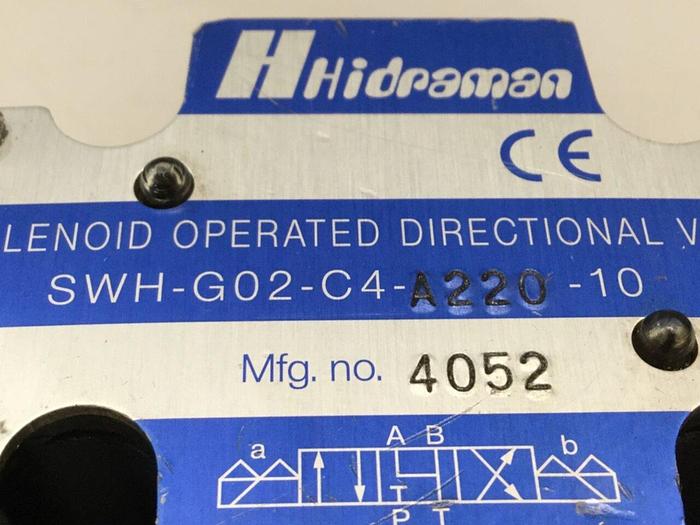 H Hidraman
CE
LENOID OPERATED DIRECTIONAL V
SWH-G02-C4-A220-10
Mfg. no. 4052
a A B b
T
P T